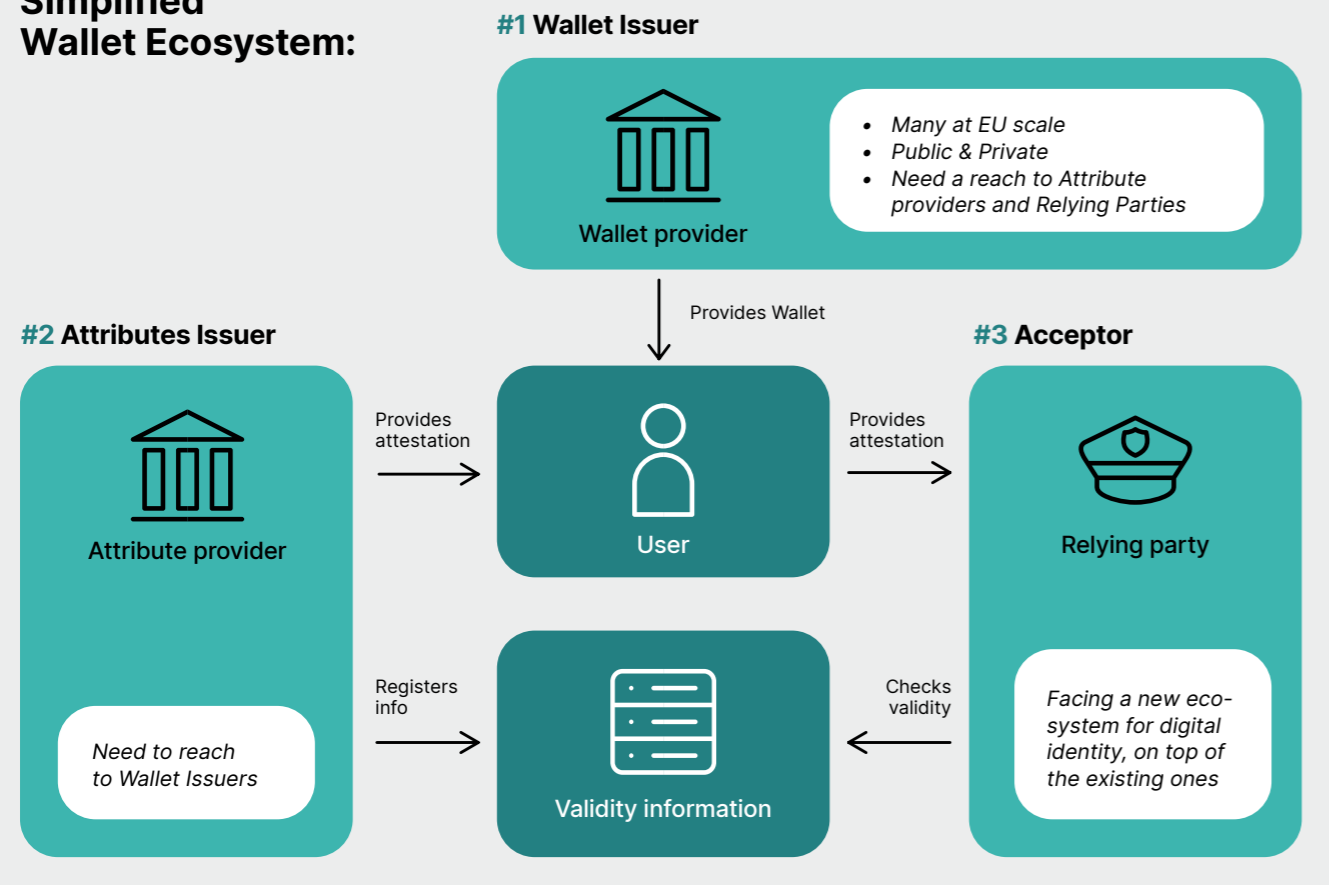 Simplified
Wallet Ecosystem:
#1 Wallet Issuer
Wallet provider
• Many at EU scale
• Public & Private
• Need a reach to Attribute
providers and Relying Parties
Provides Wallet
#2 Attributes Issuer
Attribute provider
Need to reach
to Wallet Issuers
Provides
attestation
User
Provides
attestation
#3 Acceptor
Relying party
Facing a new eco-
system for digital
identity, on top of
the existing ones
Registers
info
Validity information
Checks
validity